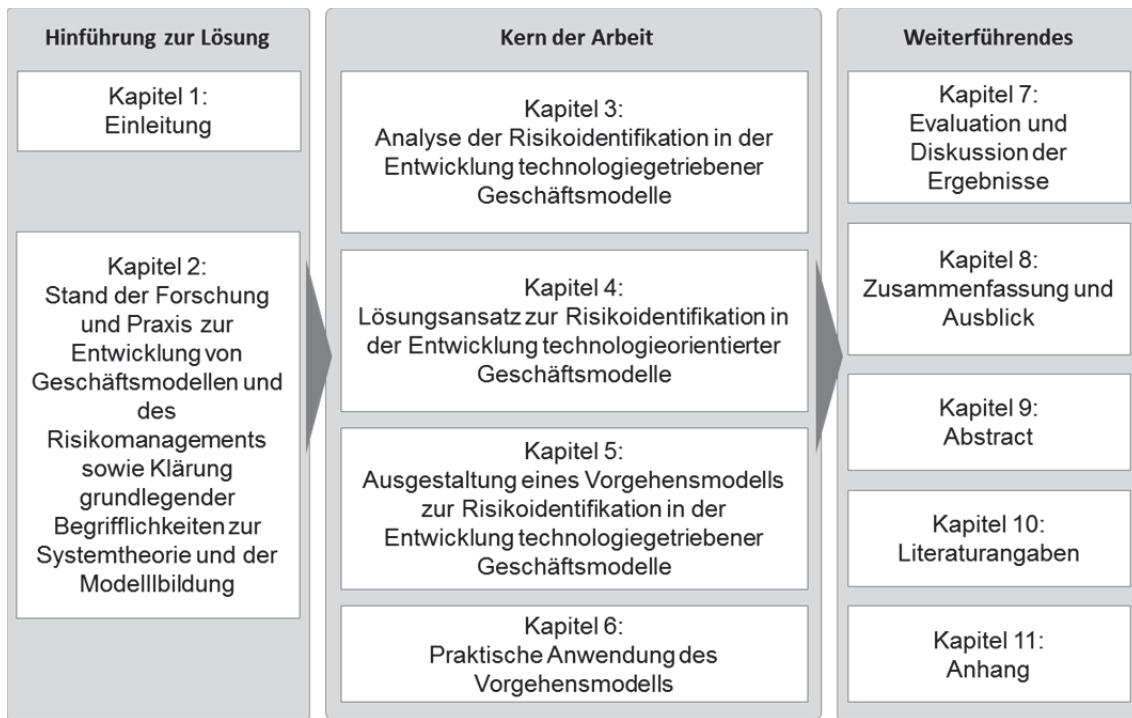 Hinführung zur Lösung
Kapitel 1:
Einleitung
Kapitel 2:
Stand der Forschung
und Praxis zur
Entwicklung von
Geschäftsmodellen und
des
Risikomanagements
sowie Klärung
grundlegender
Begrifflichkeiten zur
Systemtheorie und der
Modelllbildung
Kern der Arbeit
Kapitel 3:
Analyse der Risikoidentifikation in der
Entwicklung technologiegetriebener
Geschäftsmodelle
Kapitel 4:
Lösungsansatz zur Risikoidentifikation in
der Entwicklung technologieorientierter
Geschäftsmodelle
Kapitel 5:
Ausgestaltung eines Vorgehensmodells
zur Risikoidentifikation in der
Entwicklung technologiegetriebener
Geschäftsmodelle
Kapitel 6:
Praktische Anwendung des
Vorgehensmodells
Weiterführendes
Kapitel 7:
Evaluation und
Diskussion der
Ergebnisse
Kapitel 8:
Zusammenfassung und
Ausblick
Kapitel 9:
Abstract
Kapitel 10:
Literaturangaben
Kapitel 11:
Anhang